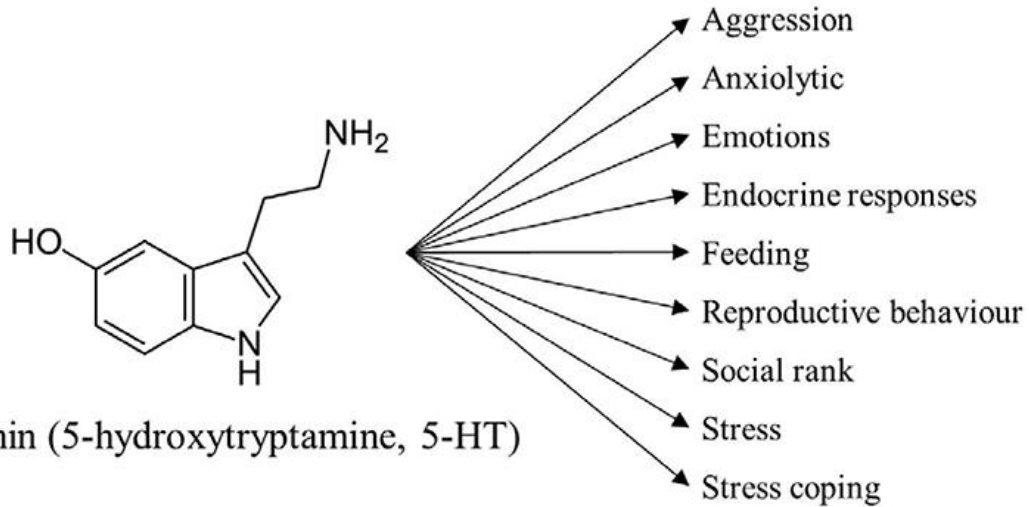 Aggression
Anxiolytic
NH2
Emotions
Endocrine responses
HO
Feeding
Reproductive behaviour
N
H
Social rank
(5-hydroxytryptamine, 5-HT)
Stress
Stress coping